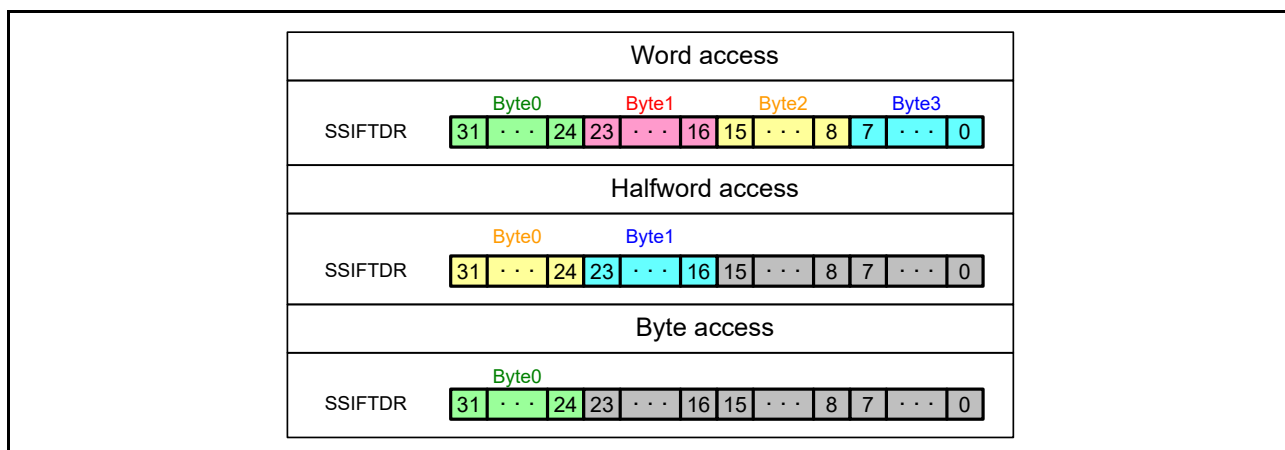 Word access
Byte0 Byte1 Byte2 Byte3
SSIFTDR 31 · · · 24 23 · · · 16 15 · · · 8 7 · · · 0
Halfword access
Byte0 Byte1
SSIFTDR 31 · · · 24 23 · · · 16 15 · · · 8 7 · · · 0
Byte access
Byte0
SSIFTDR 31 · · · 24 23 · · · 16 15 · · · 8 7 · · · 0